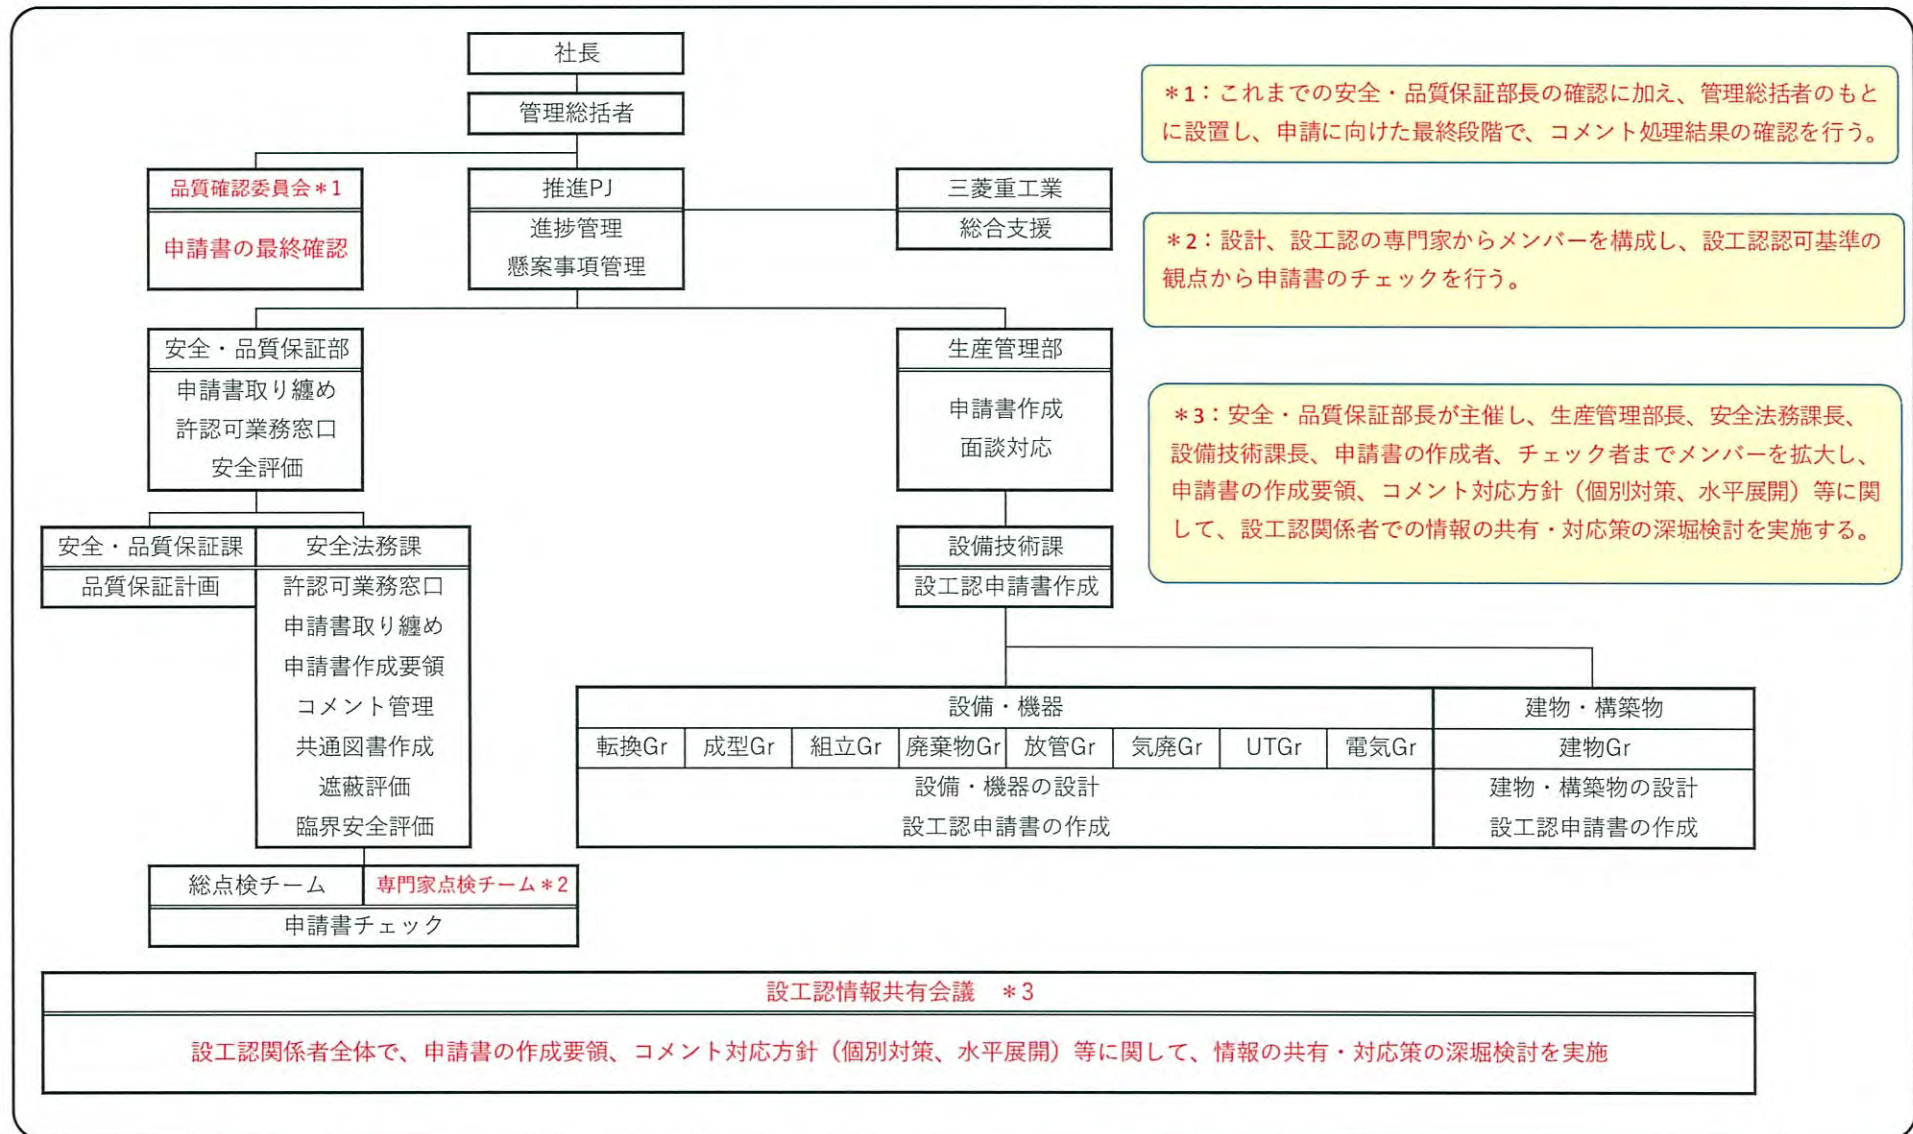 社長
管理総括者
品質確認委員会＊1
申請書の最終確認
推進PJ
進捗管理
懸案事項管理
三菱重工業
総合支援
＊1：これまでの安全・品質保証部長の確認に加え、管理総括者のもと
に設置し、申請に向けた最終段階で、コメント処理結果の確認を行う。
＊2：設計、設工認の専門家からメンバーを構成し、設工認認可基準の
観点から申請書のチェックを行う。
＊3：安全・品質保証部長が主催し、生産管理部長、安全法務課長、
設備技術課長、申請書の作成者、チェック者までメンバーを拡大し、
申請書の作成要領、コメント対応方針（個別対策、水平展開）等に関
して、設工認関係者での情報の共有・対応策の深堀検討を実施する。
安全・品質保証部
申請書取り纏め
許認可業務窓口
安全評価
生産管理部
申請書作成
面談対応
安全・品質保証課
品質保証計画
安全法務課
許認可業務窓口
申請書取り纏め
申請書作成要領
コメント管理
共通図書作成
遮蔽評価
臨界安全評価
設備技術課
設工認申請書作成
設備・機器
転換Gr
成型Gr
組立Gr
廃棄物Gr
放管Gr
気廃Gr
UTGr
電気Gr
設備・機器の設計
設工認申請書の作成
建物・構築物
建物Gr
建物・構築物の設計
設工認申請書の作成
総点検チーム
専門家点検チーム＊2
申請書チェック
設工認情報共有会議　＊3
設工認関係者全体で、申請書の作成要領、コメント対応方針（個別対策、水平展開）等に関して、情報の共有・対応策の深堀検討を実施